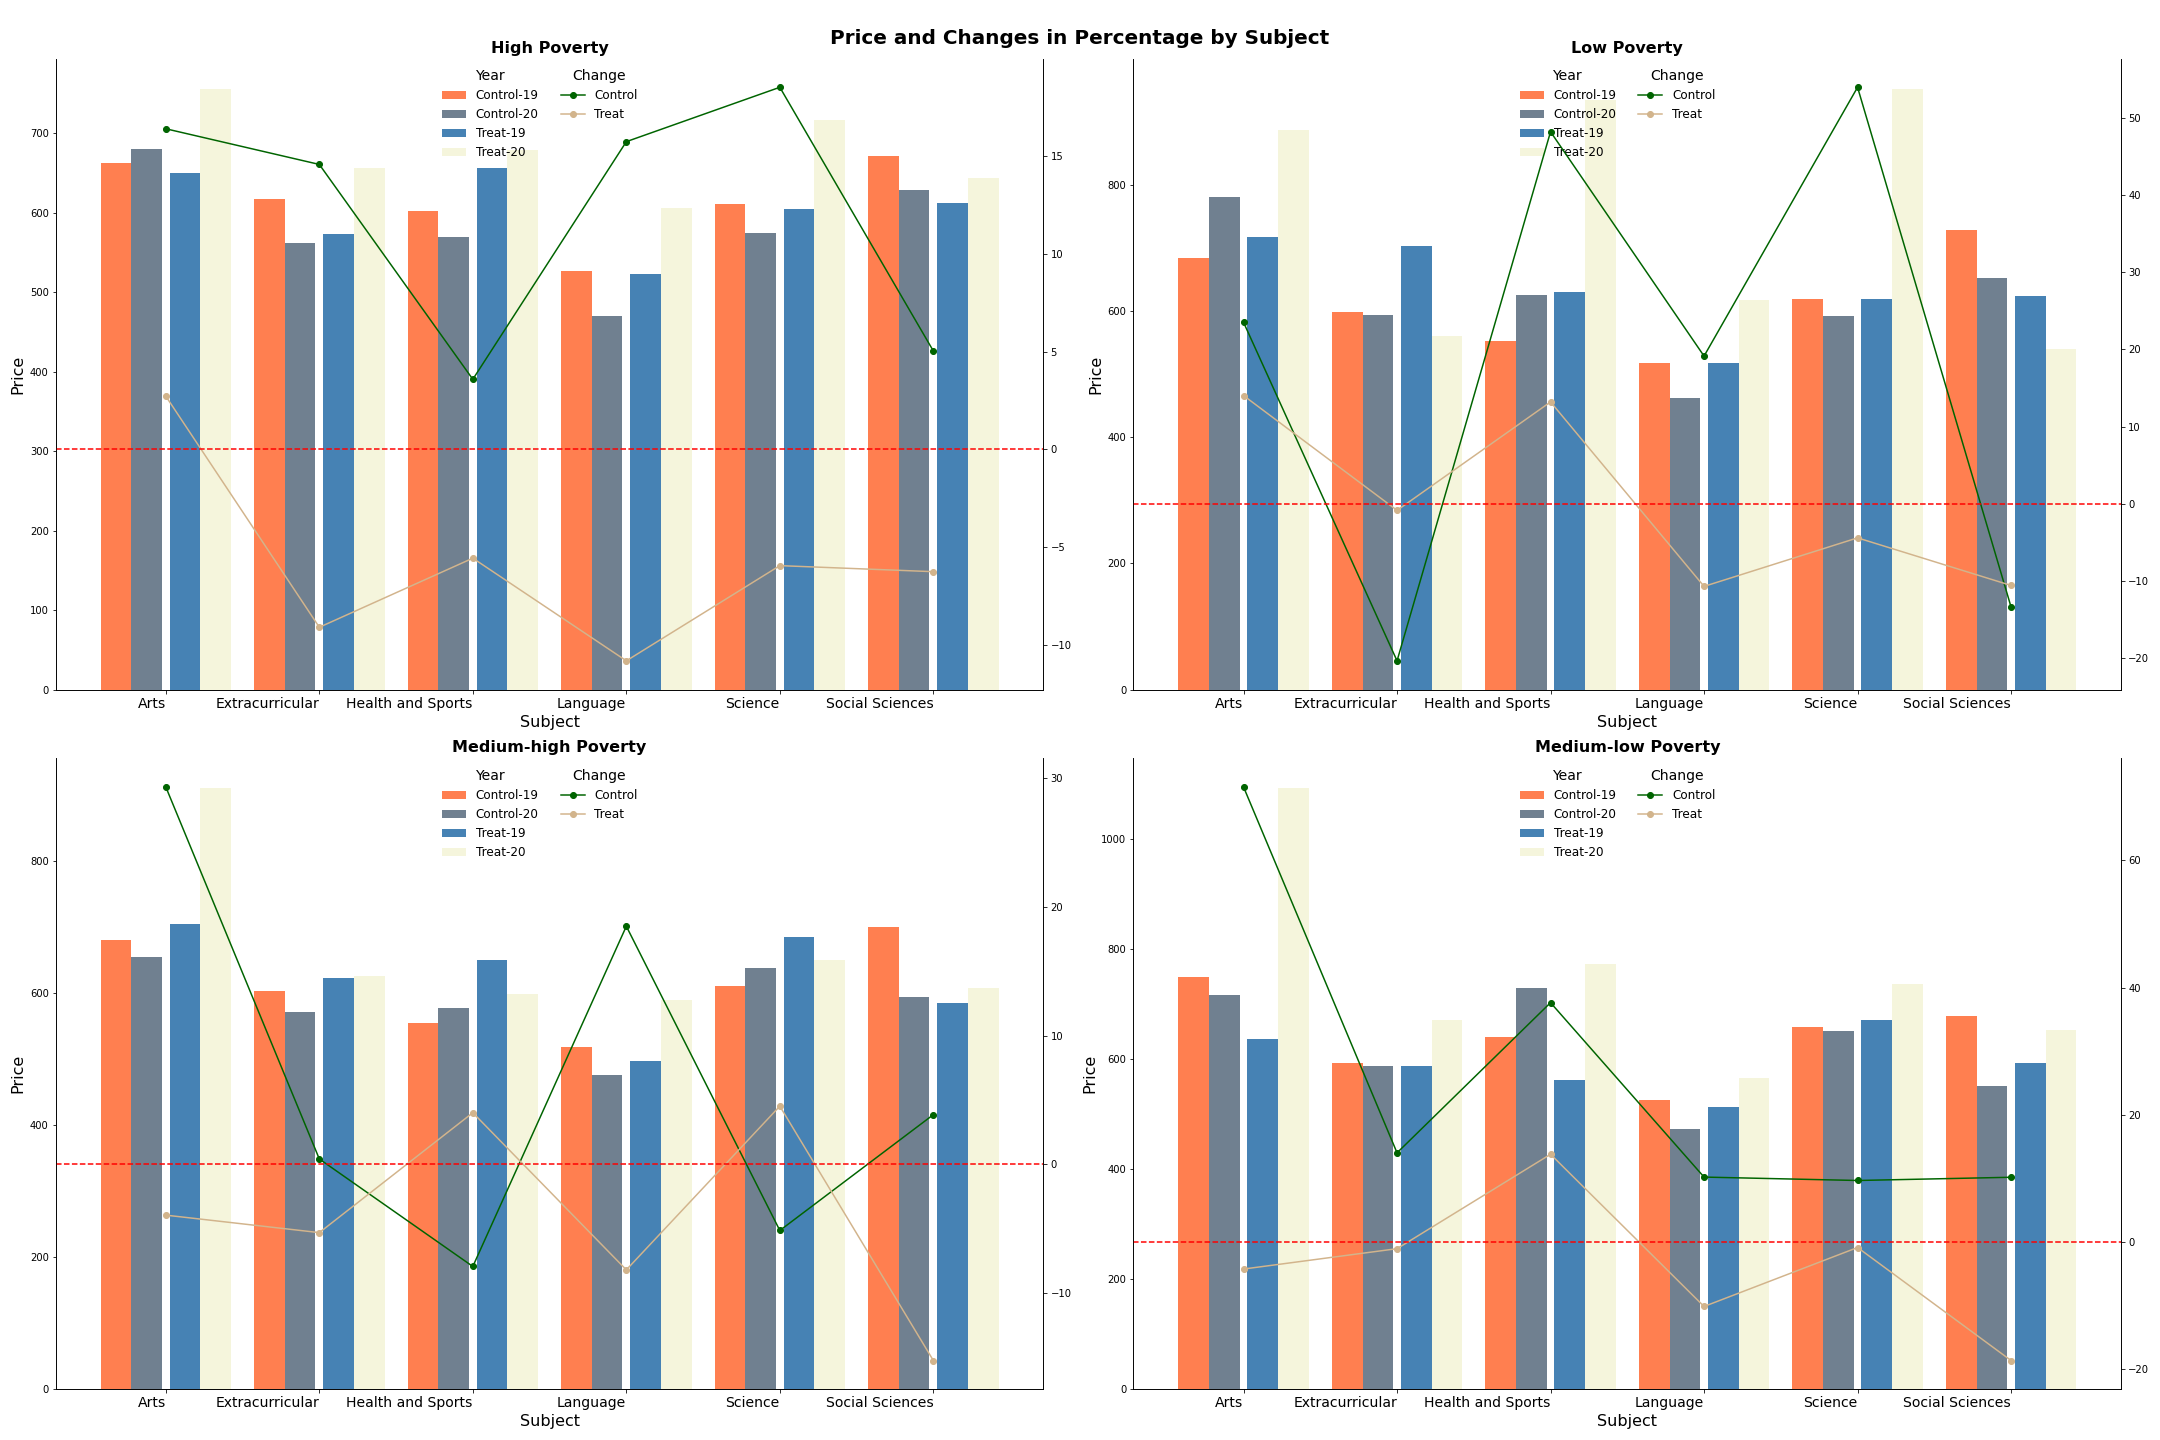 Price and Changes in Percentage by Subject
High Poverty
Year Change
Control-19 Control
Control-20 Treat
Treat-19
Treat-20
700
600
500
400
300
200
100
0
Price
15
10
5
0
−5
−10
Arts Extracurricular Health and Sports Language Science Social Sciences
Subject
Low Poverty
Year Change
Control-19 Control
Control-20 Treat
Treat-19
Treat-20
800
600
400
200
0
Price
50
40
30
20
10
0
−10
−20
Arts Extracurricular Health and Sports Language Science Social Sciences
Subject
Medium-high Poverty
Year Change
Control-19 Control
Control-20 Treat
Treat-19
Treat-20
800
600
400
200
0
Price
30
20
10
0
−10
Arts Extracurricular Health and Sports Language Science Social Sciences
Subject
Medium-low Poverty
Year Change
Control-19 Control
Control-20 Treat
Treat-19
Treat-20
1000
800
600
400
200
0
Price
60
40
20
0
−20
Arts Extracurricular Health and Sports Language Science Social Sciences
Subject